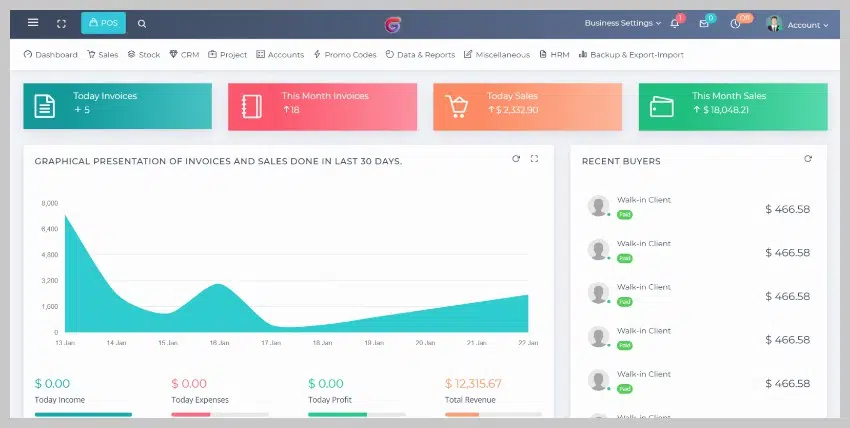 POS
Business Settings
1
0
Off
Account
Dashboard
Sales
Stock
CRM
Project
Accounts
Promo Codes
Data & Reports
Miscellaneous
HRM
Backup & Export-Import
Today Invoices
+ 5
This Month Invoices
↑18
Today Sales
↑$ 2,332.90
This Month Sales
↑ $ 18,048.21
GRAPHICAL PRESENTATION OF INVOICES AND SALES DONE IN LAST 30 DAYS.
8,000
6,400
4,800
3,200
1,600
0
13 Jan
14 Jan
15 Jan
16 Jan
17 Jan
18 Jan
19 Jan
20 Jan
21 Jan
22 Jan
$ 0.00
Today Income
$ 0.00
Today Expenses
$ 0.00
Today Profit
$ 12,315.67
Total Revenue
RECENT BUYERS
Walk-in Client
Paid
$ 466.58
Walk-in Client
Paid
$ 466.58
Walk-in Client
Paid
$ 466.58
Walk-in Client
Paid
$ 466.58
Walk-in Client
Paid
$ 466.58
Walk-in Client